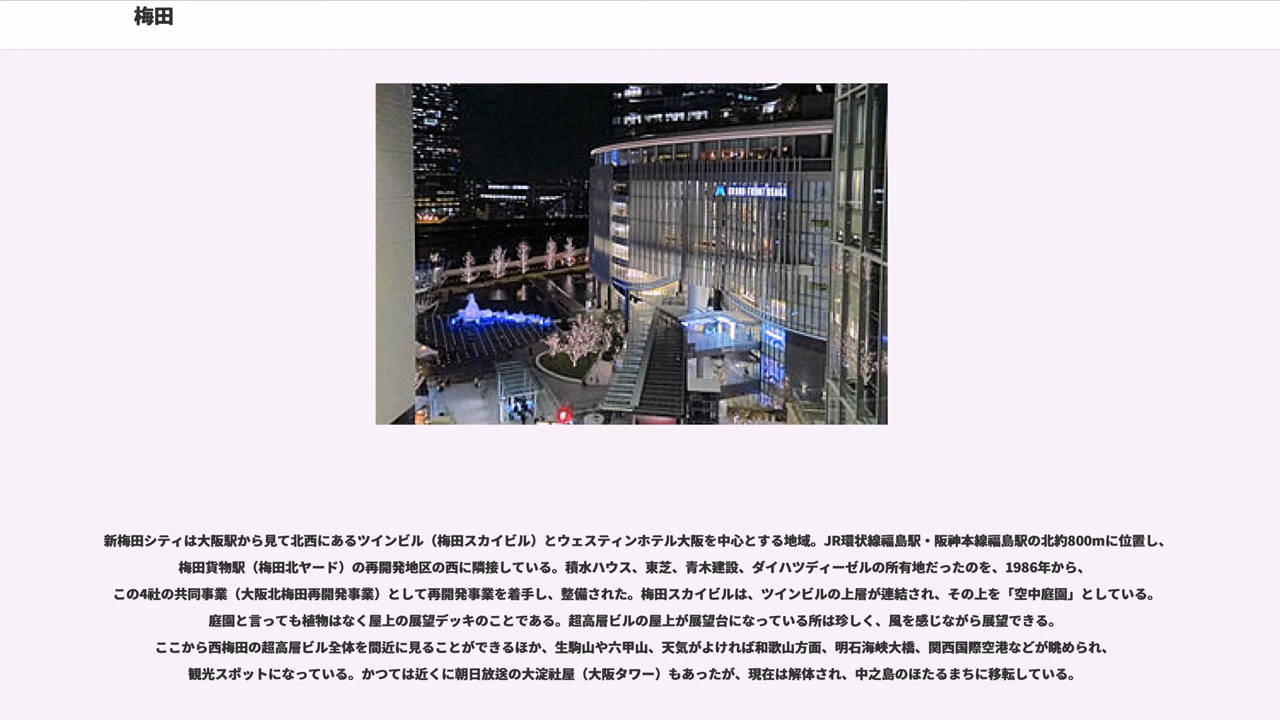 梅田
GRAND FRONT OSAKA
新梅田シティは大阪駅から見て北西にあるツインビル（梅田スカイビル）とウェスティンホテル大阪を中心とする地域。JR環状線福島駅・阪神本線福島駅の北約800mに位置し、
梅田貨物駅（梅田北ヤード）の再開発地区の西に隣接している。積水ハウス、東芝、青木建設、ダイハツディーゼルの所有地だったのを、1986年から、
この4社の共同事業（大阪北梅田再開発事業）として再開発事業を着手し、整備された。梅田スカイビルは、ツインビルの上層が連結され、その上を「空中庭園」としている。
庭園と言っても植物はなく屋上の展望デッキのことである。超高層ビルの屋上が展望台になっている所は珍しく、風を感じながら展望できる。
ここから西梅田の超高層ビル全体を間近に見ることができるほか、生駒山や六甲山、天気がよければ和歌山方面、明石海峡大橋、関西国際空港などが眺められ、
観光スポットになっている。かつては近くに朝日放送の大淀社屋（大阪タワー）もあったが、現在は解体され、中之島のほたるまちに移転している。